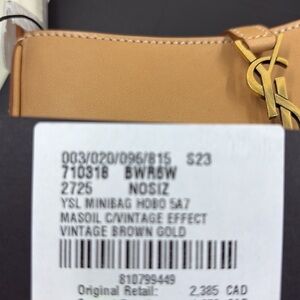 003/020/096/815 S23
710318 BWR6W
2725 NOSIZ
YSL MINIBAG HOBO 5A7
MASOIL C/VINTAGE EFFECT
VINTAGE BROWN GOLD
810799449
Original Retail: 2,385 CAD